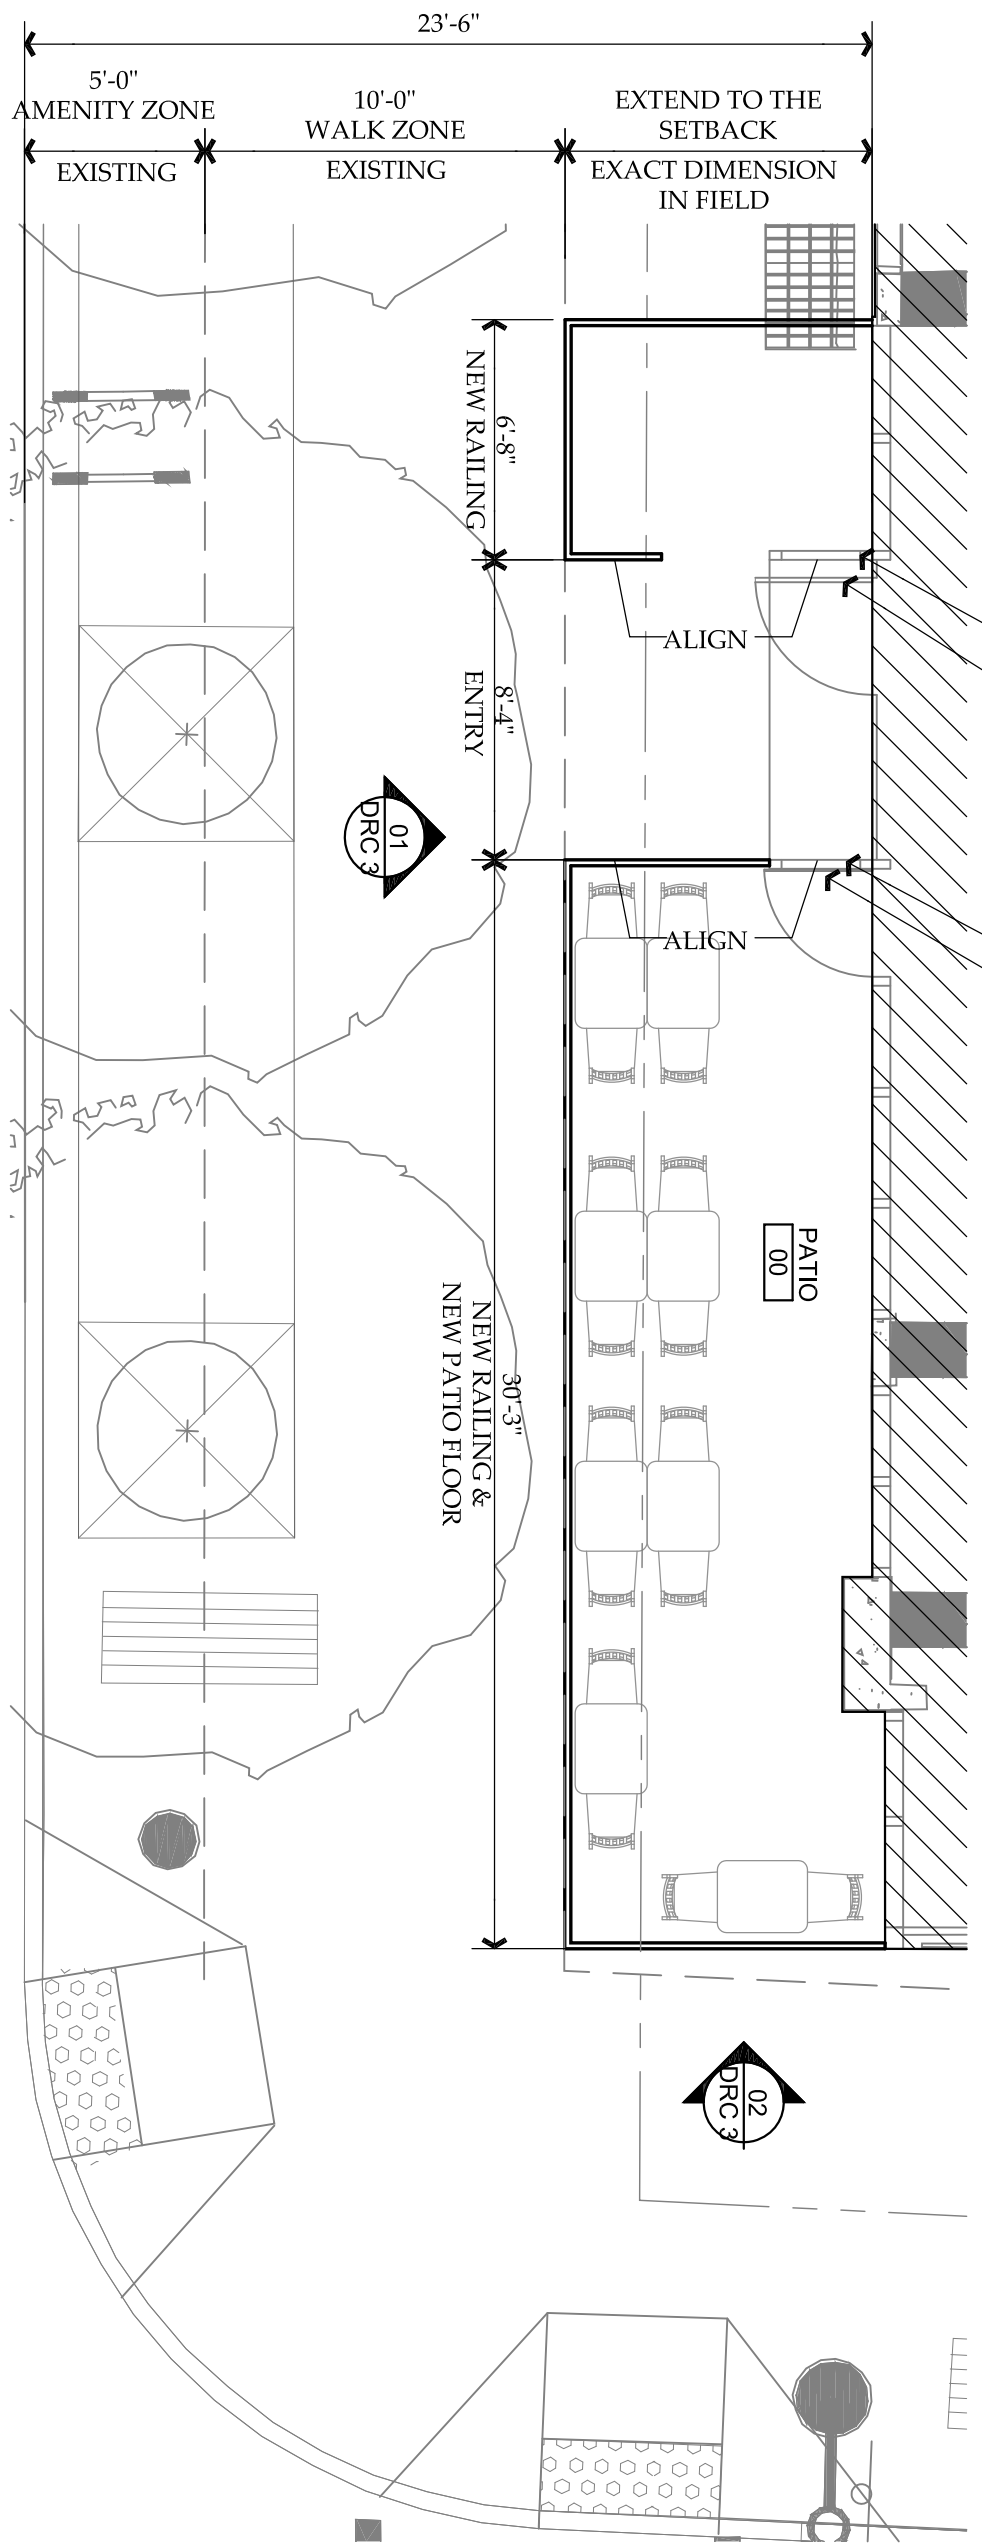 23'-6"
5'-0"
AMENITY ZONE
EXISTING
10'-0"
WALK ZONE
EXISTING
EXTEND TO THE
SETBACK
EXACT DIMENSION
IN FIELD
6'-8"
NEW RAILING
ALIGN
8'-4"
ENTRY
01
DRC 3
ALIGN
PATIO
00
30'-3"
NEW RAILING &
NEW PATIO FLOOR
02
DRC 3